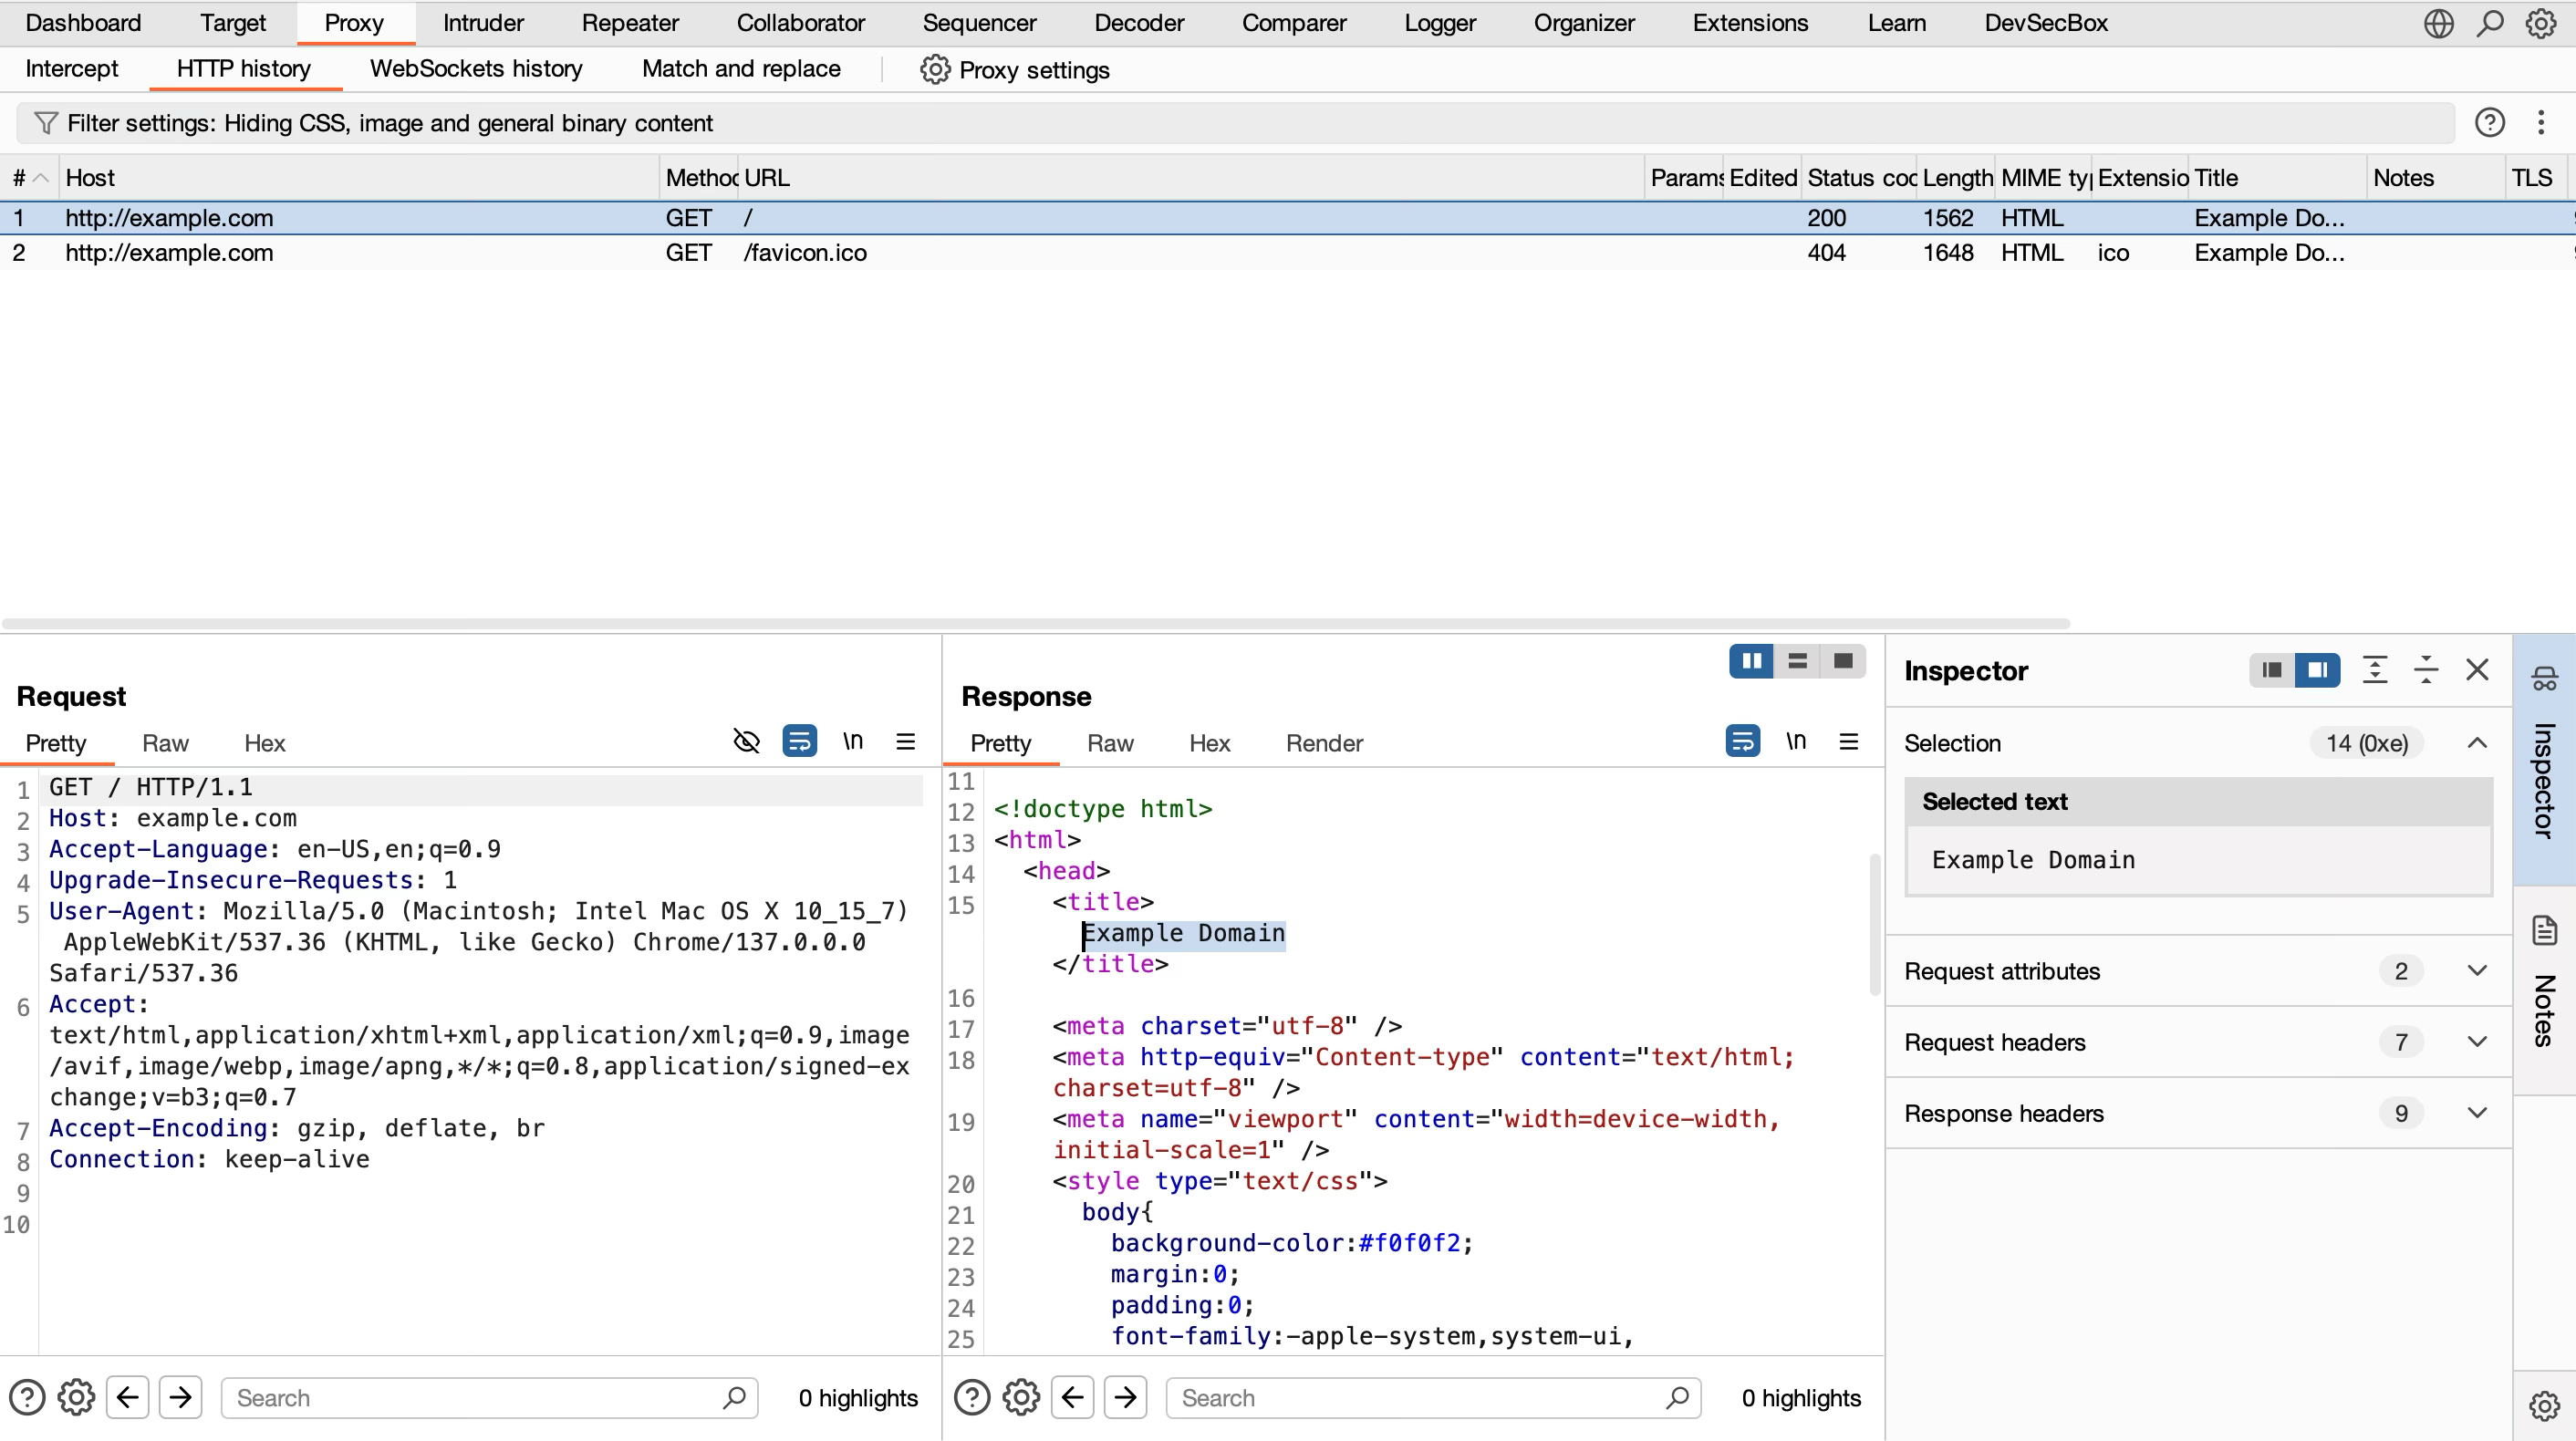 Dashboard Target Proxy Intruder Repeater Collaborator Sequencer Decoder Comparer Logger Organizer Extensions Learn DevSecBox
Intercept HTTP history WebSockets history Match and replace Proxy settings
Filter settings: Hiding CSS, image and general binary content
# Host Method URL Params Edited Status coc Length MIME ty Extensio Title Notes TLS
1 http://example.com GET / 200 1562 HTML Example Do...
2 http://example.com GET /favicon.ico 404 1648 HTML ico Example Do...
Request
Pretty Raw Hex \n
1 GET / HTTP/1.1
2 Host: example.com
3 Accept-Language: en-US,en;q=0.9
4 Upgrade-Insecure-Requests: 1
5 User-Agent: Mozilla/5.0 (Macintosh; Intel Mac OS X 10_15_7)
AppleWebKit/537.36 (KHTML, like Gecko) Chrome/137.0.0.0
Safari/537.36
6 Accept:
text/html,application/xhtml+xml,application/xml;q=0.9,image
/avif,image/webp,image/apng,*/*;q=0.8,application/signed-ex
change;v=b3;q=0.7
7 Accept-Encoding: gzip, deflate, br
8 Connection: keep-alive
9
10
Search 0 highlights
Response
Pretty Raw Hex Render \n
11
12 <!doctype html>
13 <html>
14 <head>
15 <title>
Example Domain
</title>
16
17 <meta charset="utf-8" />
18 <meta http-equiv="Content-type" content="text/html;
charset=utf-8" />
19 <meta name="viewport" content="width=device-width,
initial-scale=1" />
20 <style type="text/css">
21 body{
22 background-color:#f0f0f2;
23 margin:0;
24 padding:0;
25 font-family:-apple-system,system-ui,
Search 0 highlights
Inspector
Selection 14 (0xe)
Selected text
Example Domain
Request attributes 2
Request headers 7
Response headers 9
Inspector
Notes